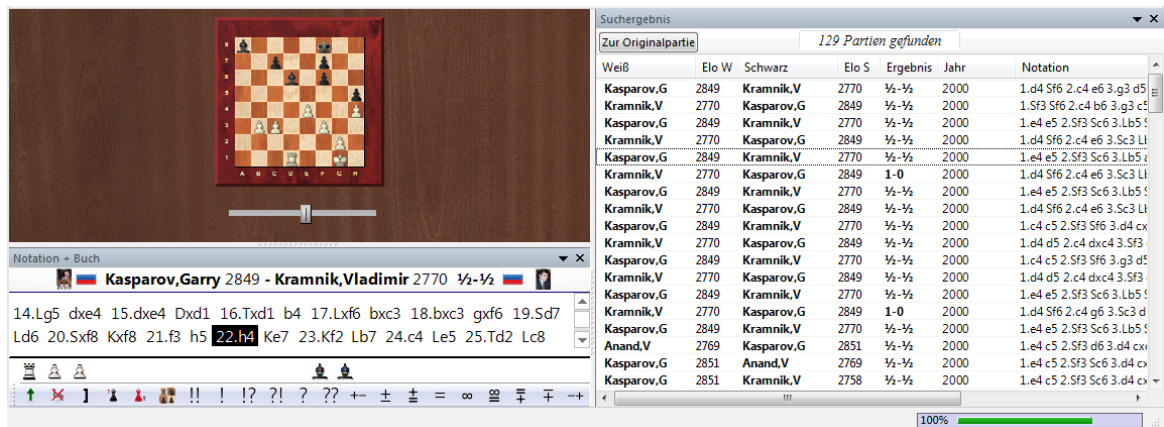 8
7
6
5
4
3
2
1
A B C D E F G H
Notation + Buch
Kasparov,Garry 2849 - Kramnik,Vladimir 2770 ½-½
14.Lg5 dxe4 15.dxe4 Dxd1 16.Txd1 b4 17.Lxf6 bxc3 18.bxc3 gxf6 19.Sd7
Ld6 20.Sxf8 Kxf8 21.f3 h5 22.h4 Ke7 23.Kf2 Lb7 24.c4 Le5 25.Td2 Lc8
] !! ! !? ?! ? ?? +- ± ⩲ = ∞ ⩱ ∓ -+
Suchergebnis
Zur Originalpartie 129 Partien gefunden
Weiß Elo W Schwarz Elo S Ergebnis Jahr Notation
Kasparov,G 2849 Kramnik,V 2770 ½-½ 2000 1.d4 Sf6 2.c4 e6 3.g3 d5
Kramnik,V 2770 Kasparov,G 2849 ½-½ 2000 1.Sf3 Sf6 2.c4 b6 3.g3 c5
Kasparov,G 2849 Kramnik,V 2770 ½-½ 2000 1.e4 e5 2.Sf3 Sc6 3.Lb5 S
Kramnik,V 2770 Kasparov,G 2849 ½-½ 2000 1.d4 Sf6 2.c4 e6 3.Sc3 Lb
Kasparov,G 2849 Kramnik,V 2770 ½-½ 2000 1.e4 e5 2.Sf3 Sc6 3.Lb5 a
Kramnik,V 2770 Kasparov,G 2849 1-0 2000 1.d4 Sf6 2.c4 e6 3.Sc3 Lb
Kasparov,G 2849 Kramnik,V 2770 ½-½ 2000 1.e4 e5 2.Sf3 Sc6 3.Lb5 S
Kramnik,V 2770 Kasparov,G 2849 ½-½ 2000 1.d4 Sf6 2.c4 e6 3.Sc3 Lb
Kasparov,G 2849 Kramnik,V 2770 ½-½ 2000 1.c4 c5 2.Sf3 Sf6 3.d4 cx
Kramnik,V 2770 Kasparov,G 2849 ½-½ 2000 1.d4 d5 2.c4 dxc4 3.Sf3
Kasparov,G 2849 Kramnik,V 2770 ½-½ 2000 1.c4 c5 2.Sf3 Sf6 3.g3 d5
Kramnik,V 2770 Kasparov,G 2849 ½-½ 2000 1.d4 d5 2.c4 dxc4 3.Sf3
Kasparov,G 2849 Kramnik,V 2770 ½-½ 2000 1.e4 e5 2.Sf3 Sc6 3.Lb5 S
Kramnik,V 2770 Kasparov,G 2849 1-0 2000 1.d4 Sf6 2.c4 g6 3.Sc3 d
Kasparov,G 2849 Kramnik,V 2770 ½-½ 2000 1.e4 e5 2.Sf3 Sc6 3.Lb5 S
Anand,V 2769 Kasparov,G 2851 ½-½ 2000 1.e4 c5 2.Sf3 d6 3.d4 cx
Kasparov,G 2851 Anand,V 2769 ½-½ 2000 1.e4 c5 2.Sf3 Sc6 3.d4 cx
Kasparov,G 2851 Kramnik,V 2758 ½-½ 2000 1.e4 c5 2.Sf3 Sc6 3.d4 cx
100%